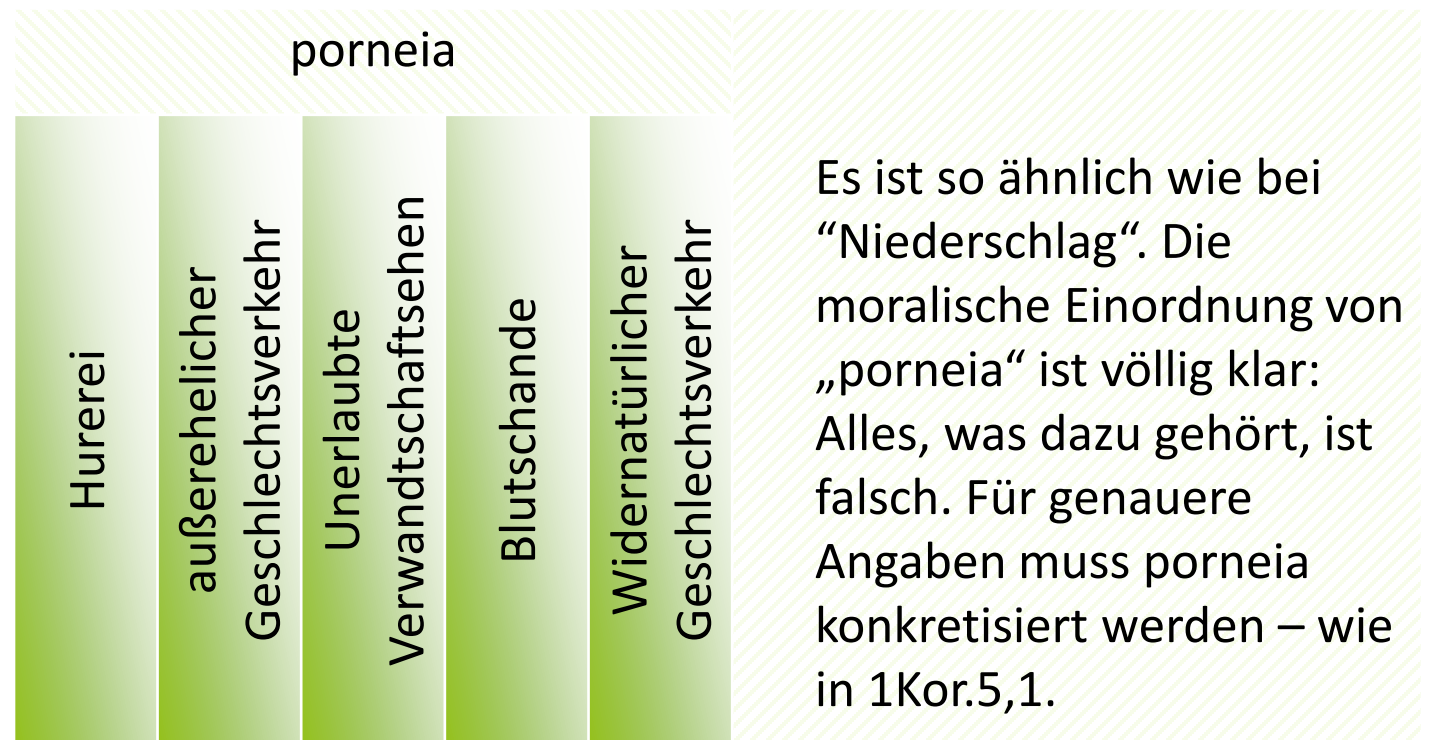 porneia
Hurerei
außerehelicher
Geschlechtsverkehr
Unerlaubte
Verwandtschaftsehen
Blutschande
Widernatürlicher
Geschlechtsverkehr
Es ist so ähnlich wie bei
“Niederschlag“. Die
moralische Einordnung von
„porneia“ ist völlig klar:
Alles, was dazu gehört, ist
falsch. Für genauere
Angaben muss porneia
konkretisiert werden – wie
in 1Kor.5,1.